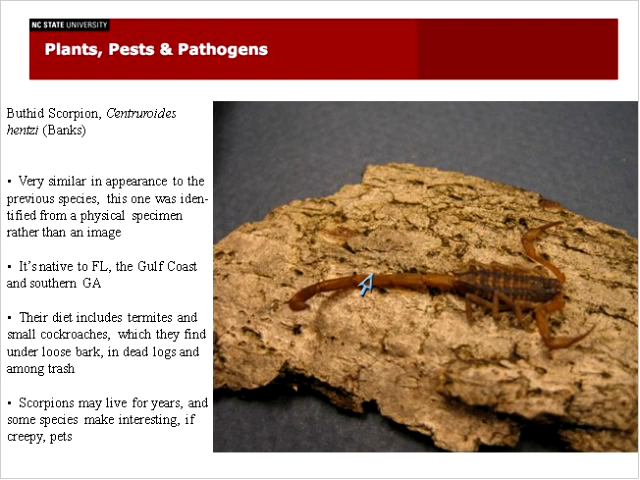 NC STATE UNIVERSITY
Plants, Pests & Pathogens
Buthid Scorpion, Centruroides
hentzi (Banks)
• Very similar in appearance to the
previous species, this one was iden-
tified from a physical specimen
rather than an image
• It's native to FL, the Gulf Coast
and southern GA
• Their diet includes termites and
small cockroaches, which they find
under loose bark, in dead logs and
among trash
• Scorpions may live for years, and
some species make interesting, if
creepy, pets